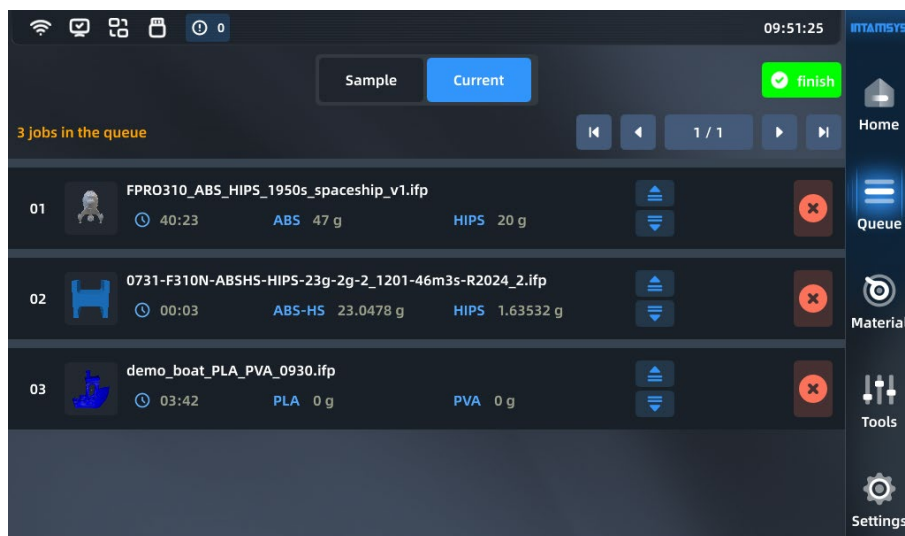 0 09:51:25 INTAMSYS
Sample Current finish
Home
3 jobs in the queue 1 / 1
FPRO310_ABS_HIPS_1950s_spaceship_v1.ifp
01 40:23 ABS 47 g HIPS 20 g
Queue
0731-F310N-ABSHS-HIPS-23g-2g-2_1201-46m3s-R2024_2.ifp
02 00:03 ABS-HS 23.0478 g HIPS 1.63532 g
Material
demo_boat_PLA_PVA_0930.ifp
03 03:42 PLA 0 g PVA 0 g
Tools
Settings